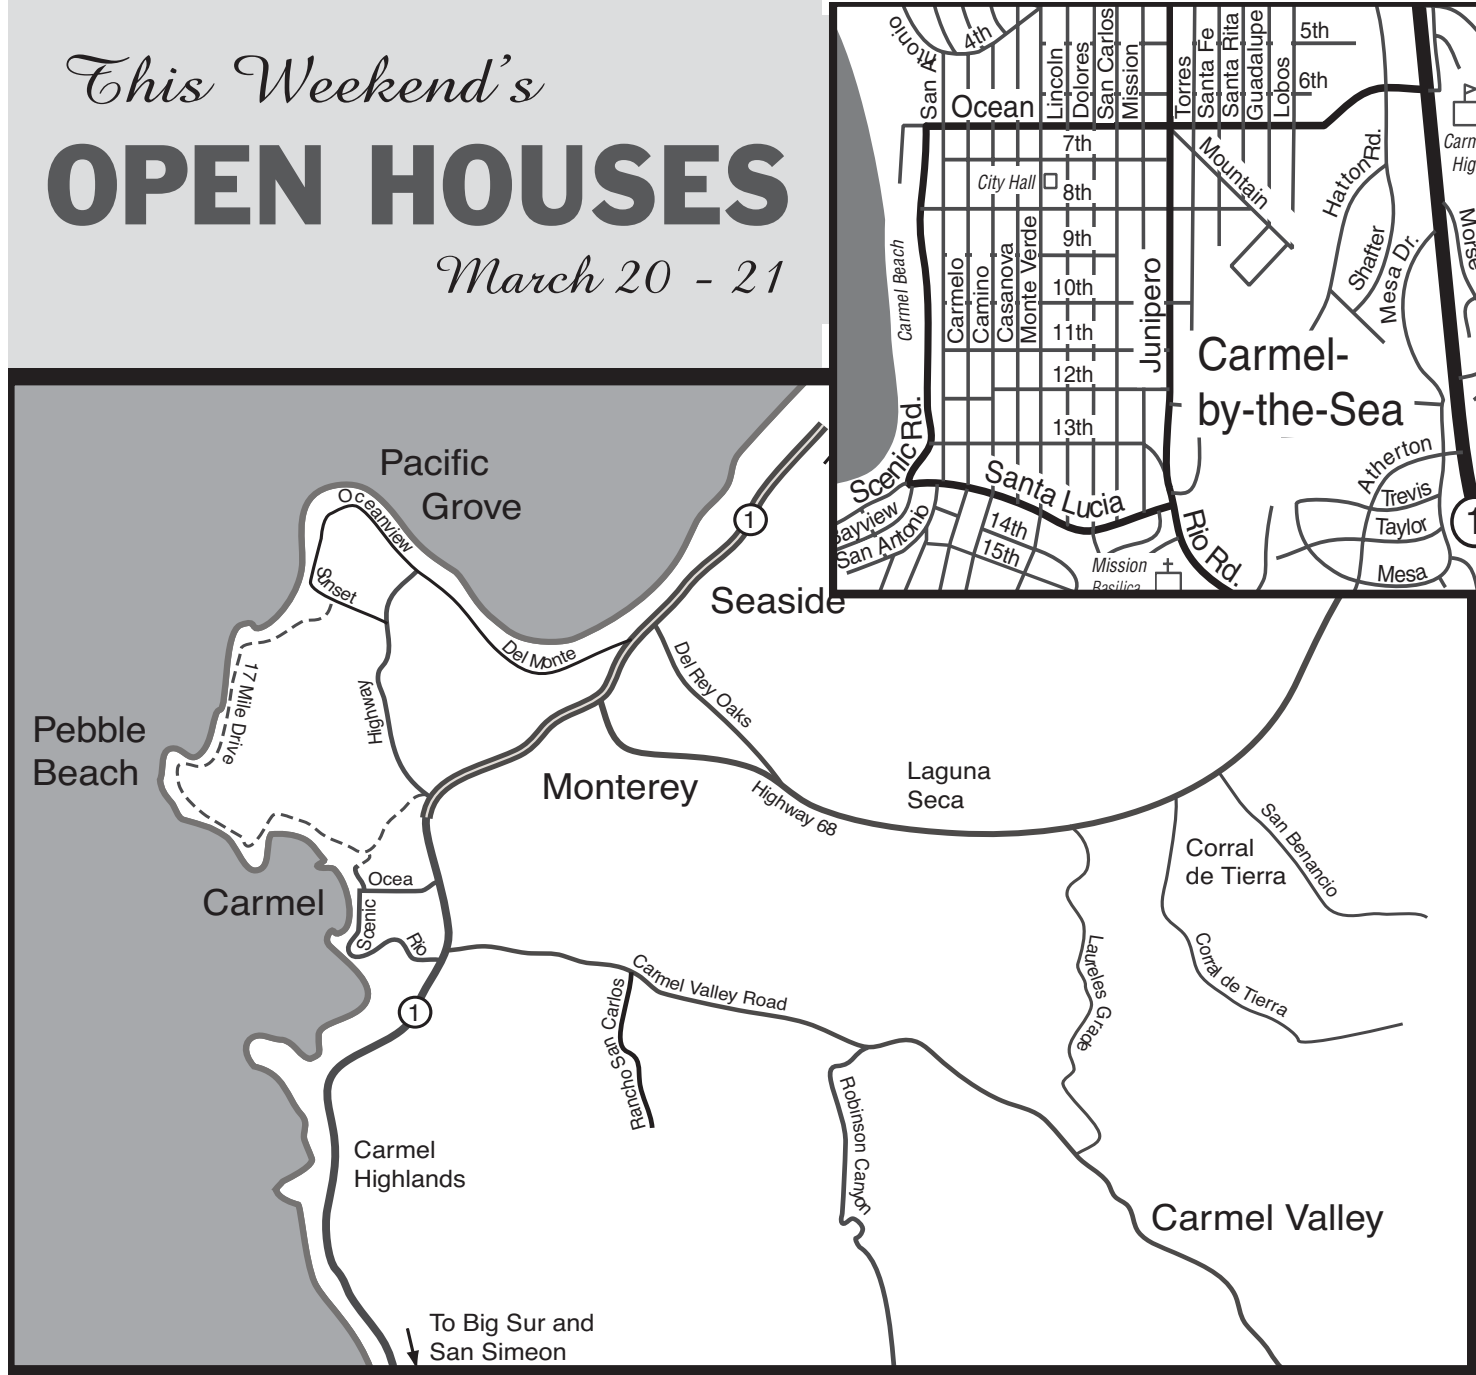 This Weekend's
OPEN HOUSES
March 20 - 21
San Antonio
4th
Lincoln
Dolores
San Carlos
Mission
Torres
Santa Fe
Santa Rita
Guadalupe
Lobos
5th
6th
Ocean
7th
City Hall
8th
Mountain
Hatton Rd.
Carm
Hig
Morse
9th
Carmel Beach
Carmelo
Camino
Casanova
Monte Verde
10th
Junipero
Shafter
Mesa Dr.
11th
Carmel-
by-the-Sea
12th
13th
Scenic Rd.
Santa Lucia
Atherton
Trevis
Taylor
Mesa
1
Bayview
San Antonio
14th
15th
Mission
Basilica
Rio Rd.
Pacific
Grove
Oceanview
Sunset
1
Seaside
Del Monte
Del Rey Oaks
17 Mile Drive
Highway
Pebble
Beach
Monterey
Highway 68
Laguna
Seca
San Benancio
Corral
de Tierra
Ocea
Carmel
Scenic
Rio
Laureles Grade
Corral de Tierra
Carmel Valley Road
Rancho San Carlos
1
Robinson Canyon
Carmel
Highlands
Carmel Valley
To Big Sur and
San Simeon